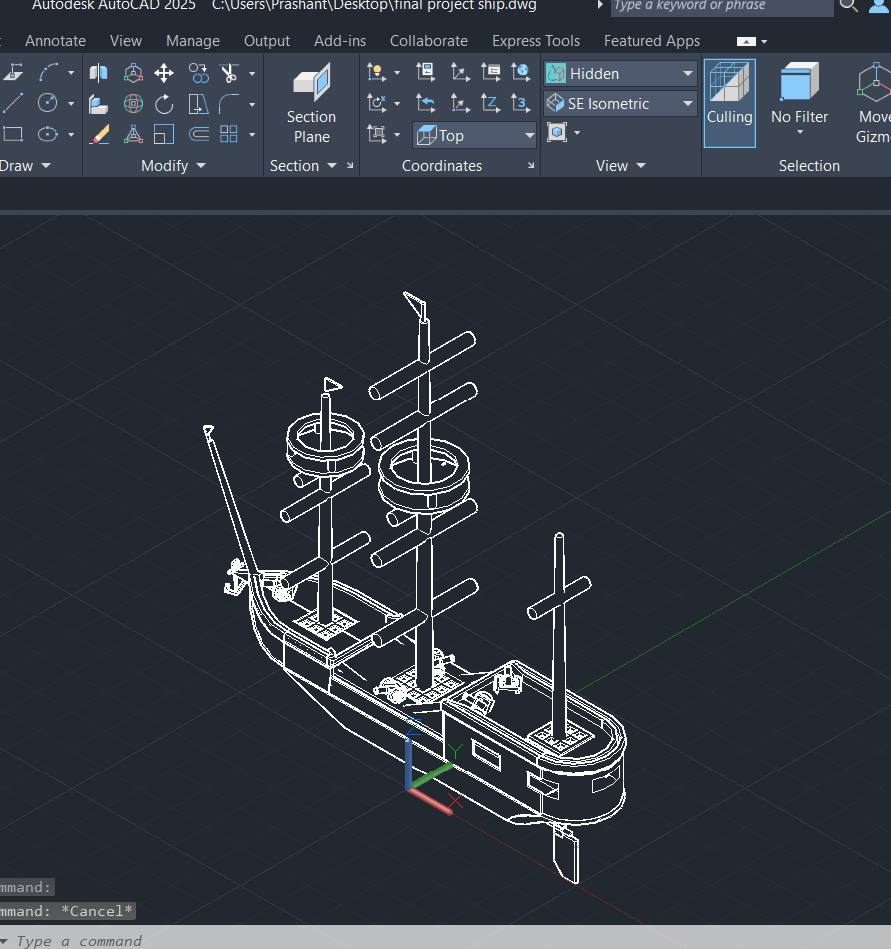 Autodesk AutoCAD 2025 C:\Users\Prashant\Desktop\final project ship.dwg Type a keyword or phrase
Annotate View Manage Output Add-ins Collaborate Express Tools Featured Apps
Hidden
SE Isometric
Section
Plane
Culling
No Filter
Move
Gizm
Top
Draw Modify Section Coordinates View Selection
Z
Y
X
mmand:
mmand: *Cancel*
Type a command